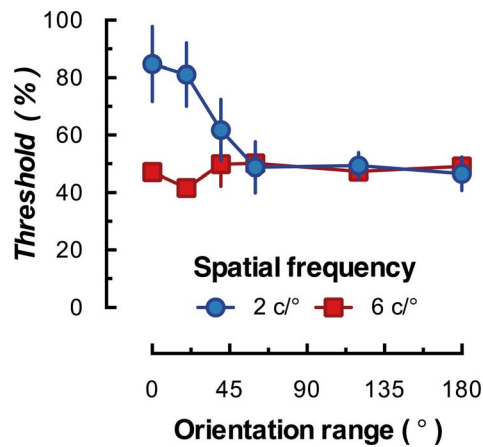 Threshold (%)
100
80
60
40
20
0
Spatial frequency
2 c/° 6 c/°
0 45 90 135 180
Orientation range (°)